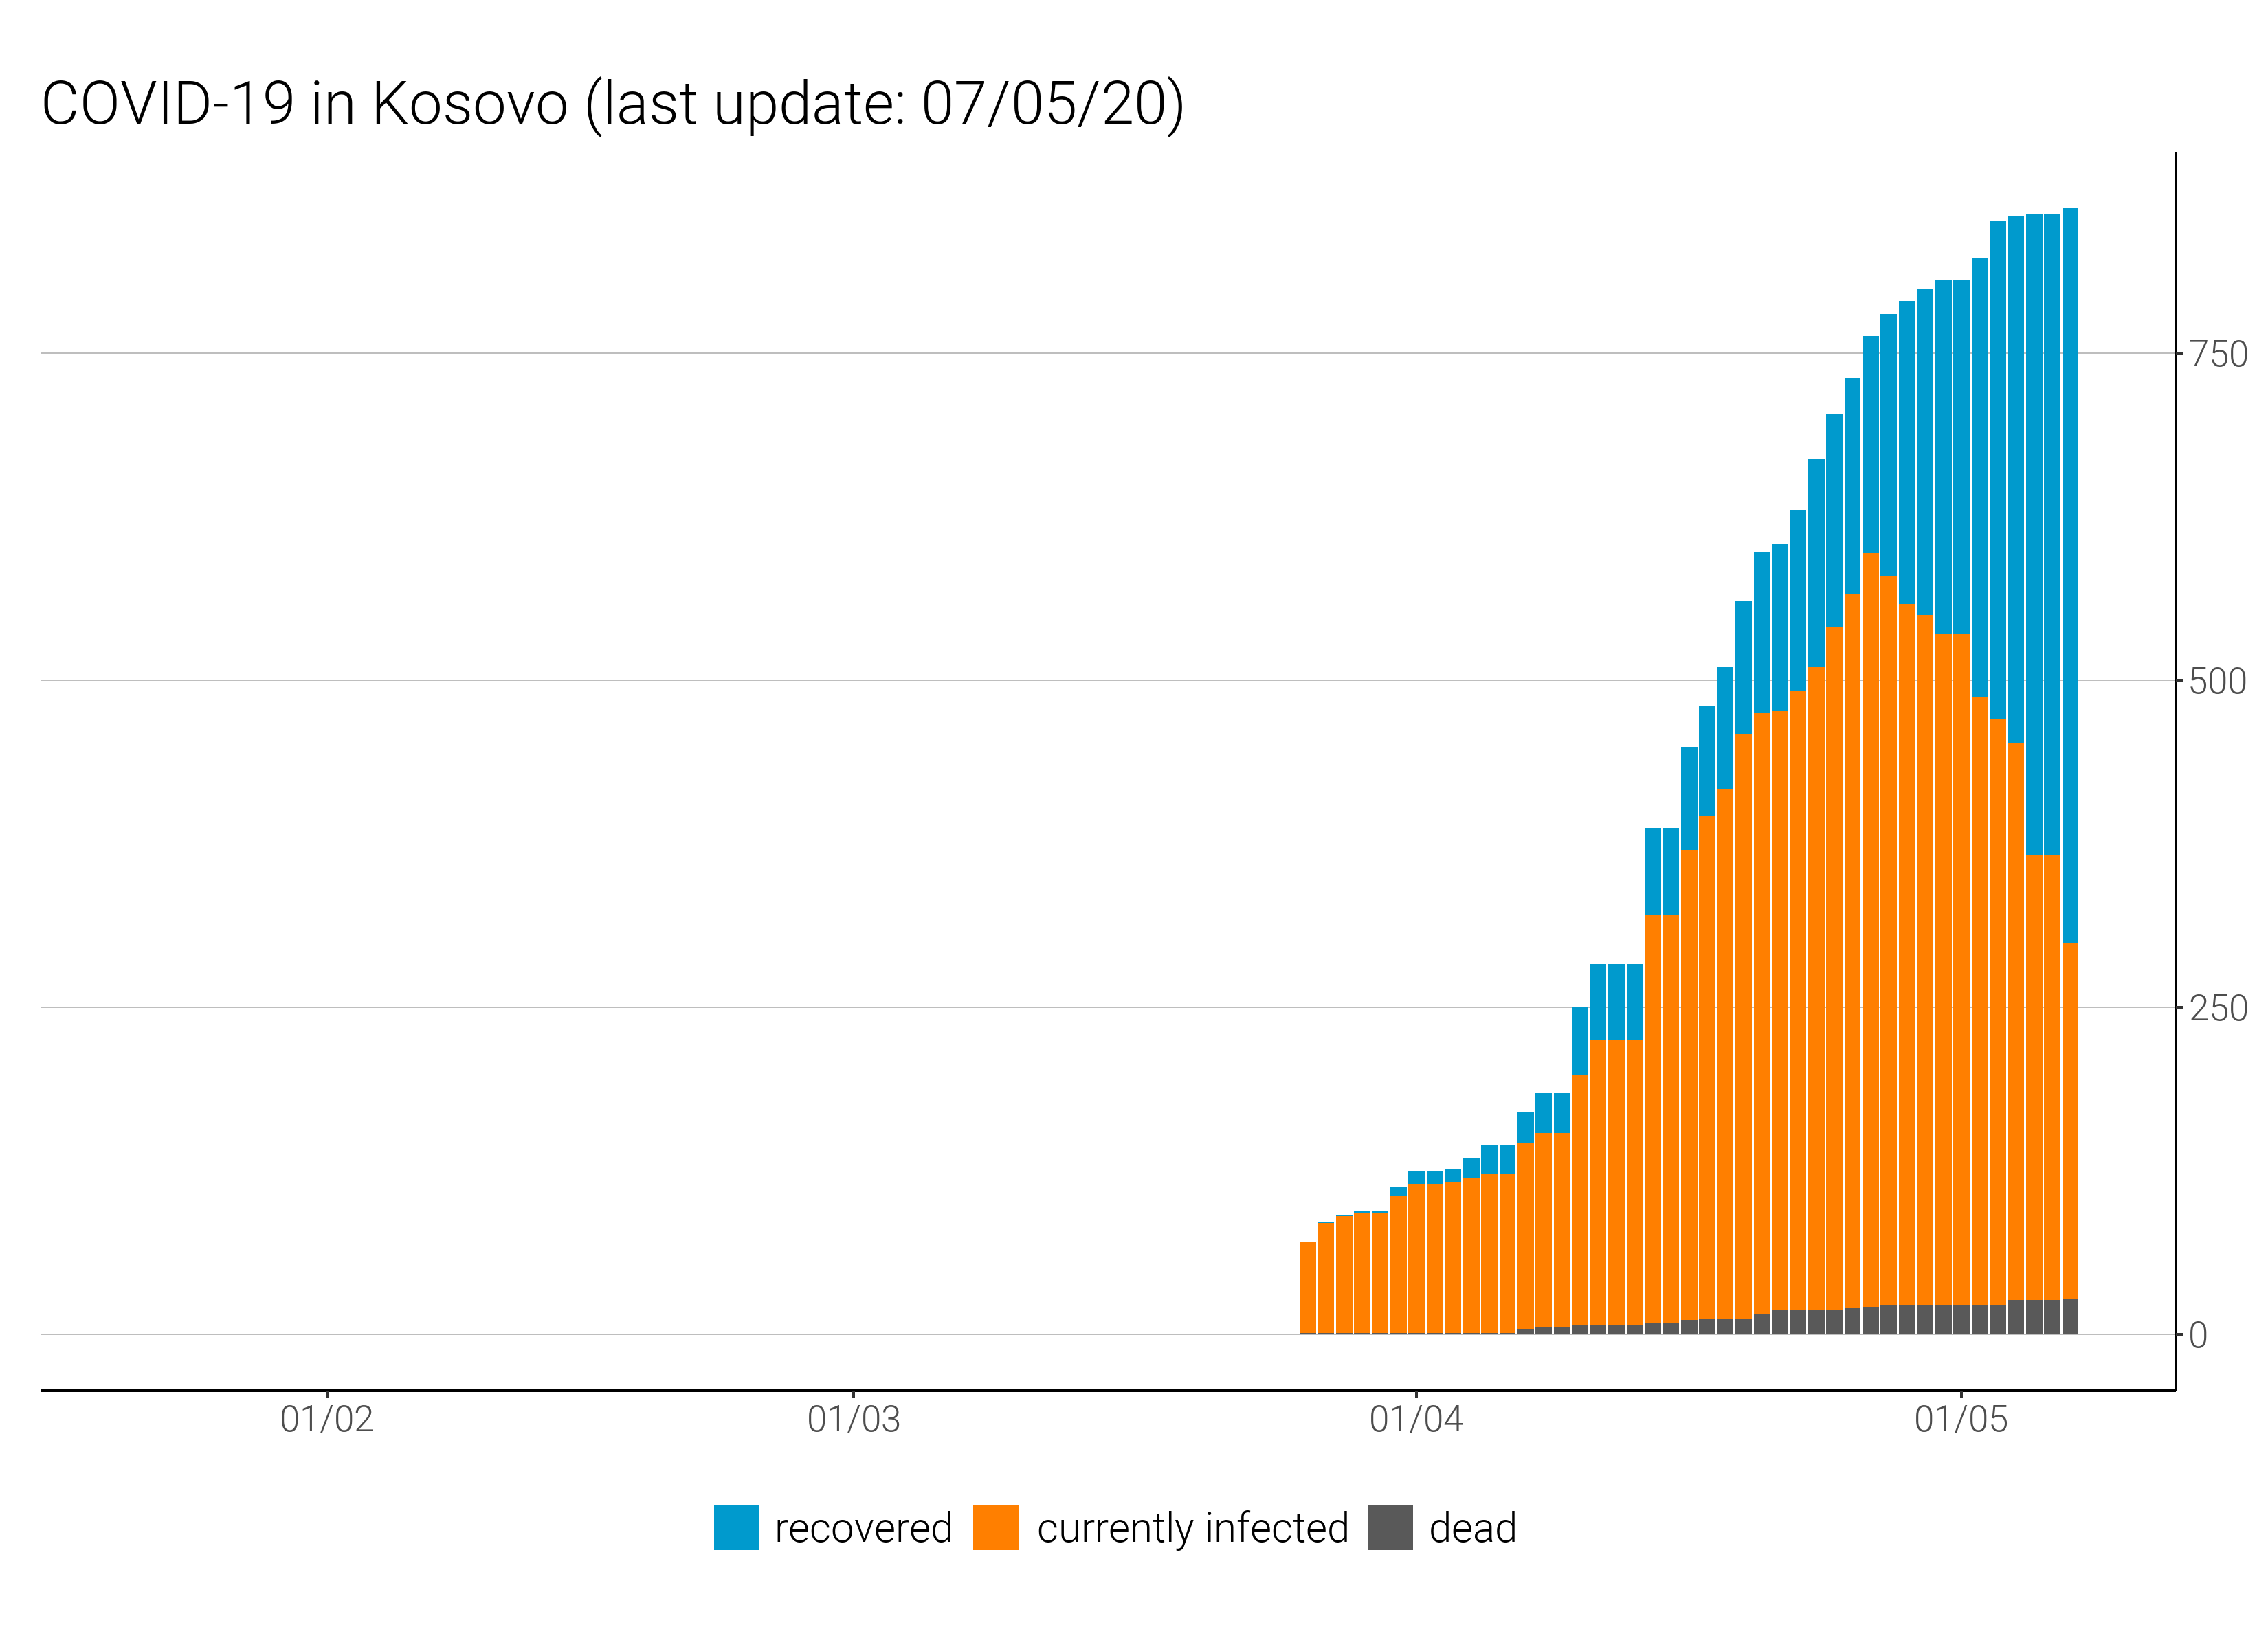 COVID-19 in Kosovo (last update: 07/05/20)
750
500
250
0
01/02 01/03 01/04 01/05
recovered currently infected dead